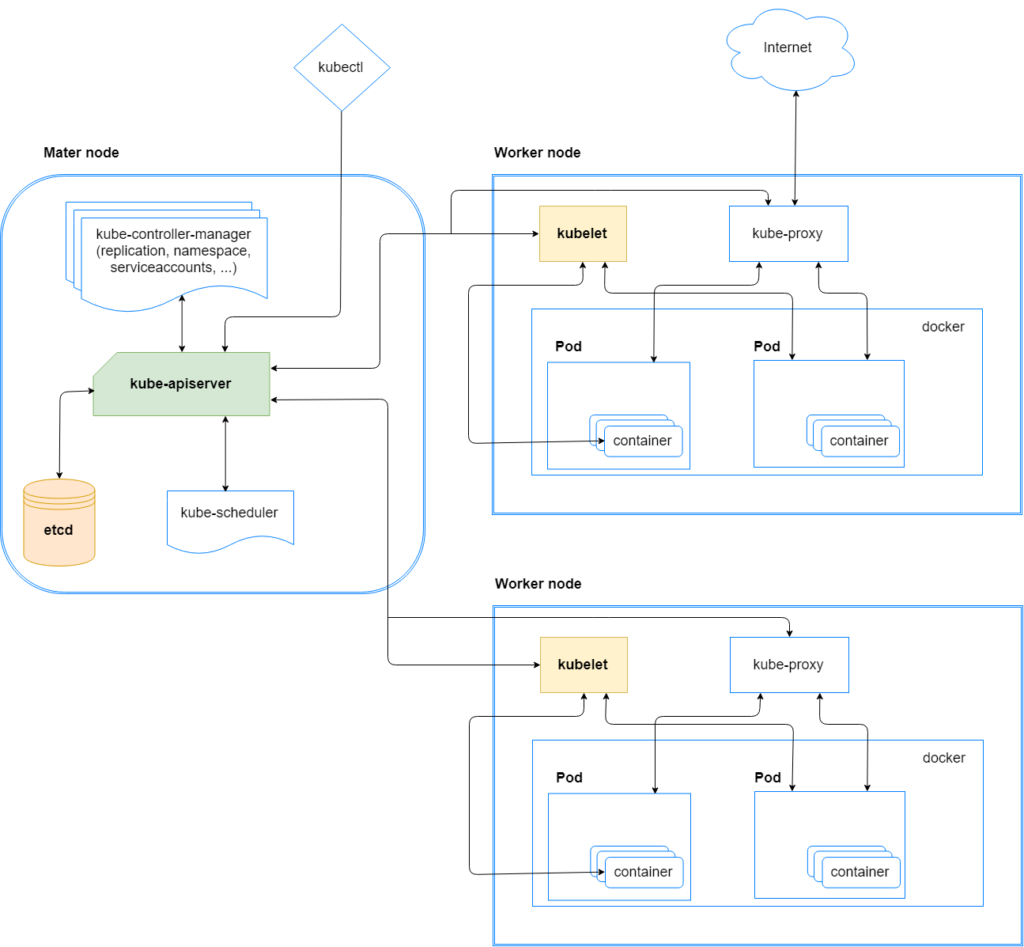 kubectl
Internet
Mater node
kube-controller-manager
(replication, namespace,
serviceaccounts, ...)
kube-apiserver
etcd
kube-scheduler
Worker node
kubelet
kube-proxy
docker
Pod
Pod
container
container
Worker node
kubelet
kube-proxy
docker
Pod
Pod
container
container